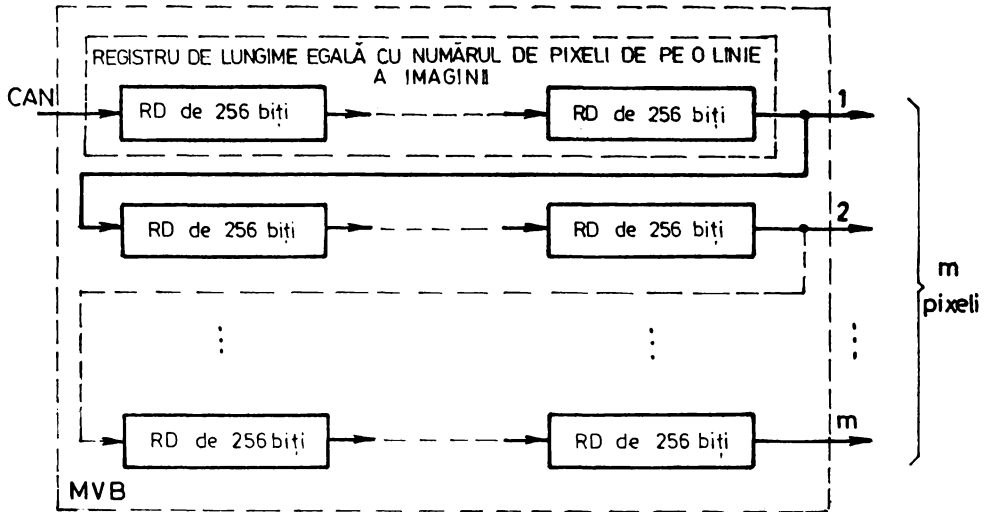 REGISTRU DE LUNGIME EGALĂ CU NUMĂRUL DE PIXELI DE PE O LINIE
A IMAGINII
CAN
RD de 256 biți
RD de 256 biți
1
RD de 256 biți
RD de 256 biți
2
m
pixeli
RD de 256 biți
RD de 256 biți
m
MVB